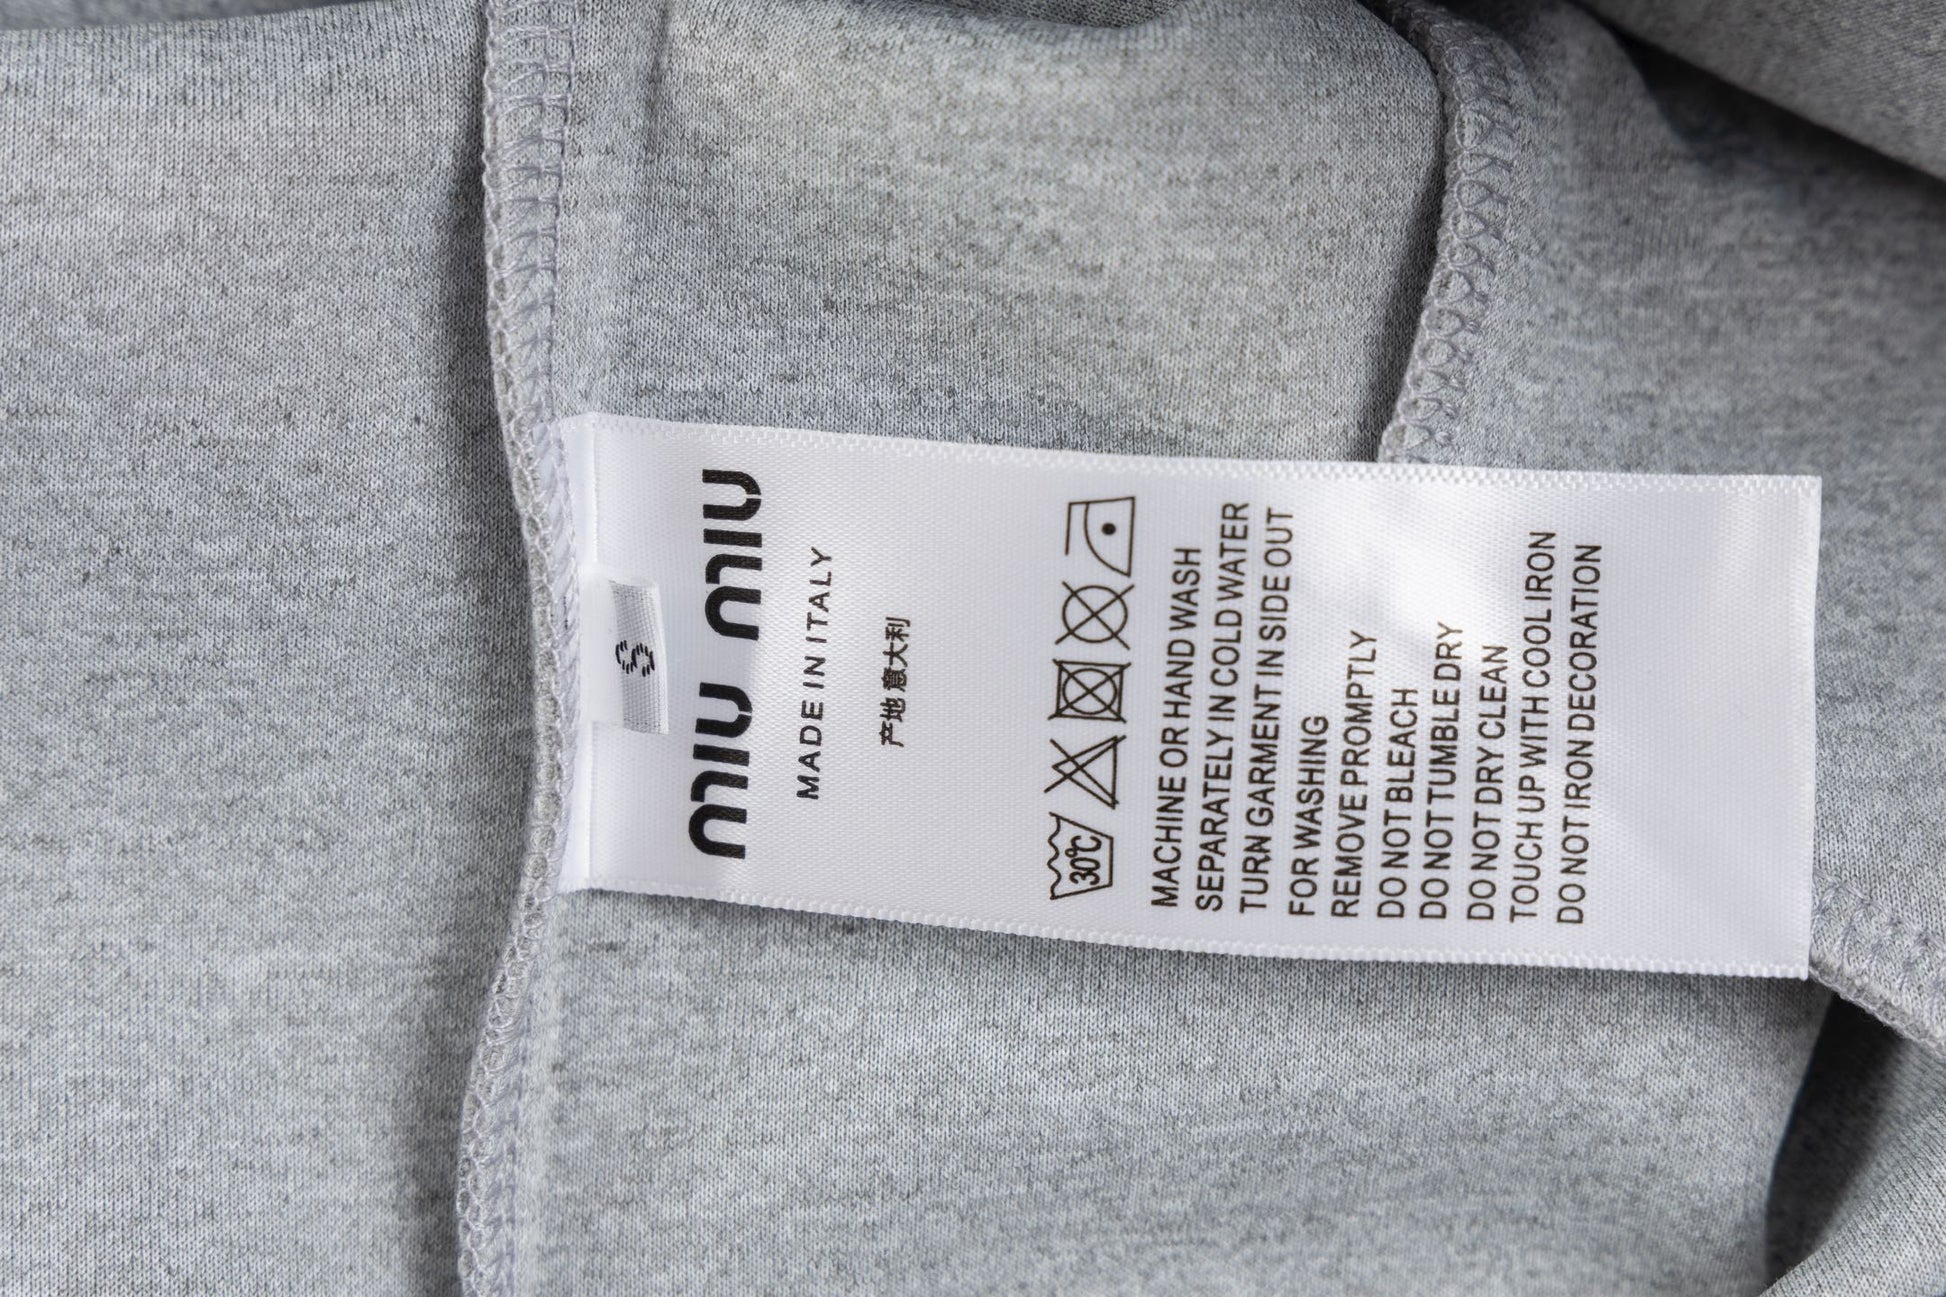 S
miu miu
MADE IN ITALY
产地 意大利
30℃
MACHINE OR HAND WASH
SEPARATELY IN COLD WATER
TURN GARMENT IN SIDE OUT
FOR WASHING
REMOVE PROMPTLY
DO NOT BLEACH
DO NOT TUMBLE DRY
DO NOT DRY CLEAN
TOUCH UP WITH COOL IRON
DO NOT IRON DECORATION